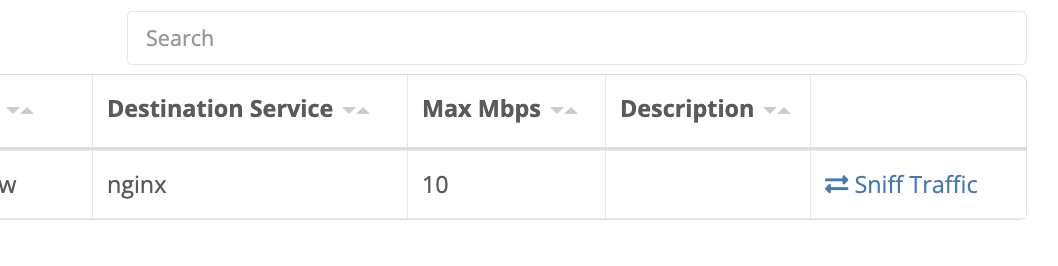 Search
Destination Service Max Mbps Description
w nginx 10 Sniff Traffic